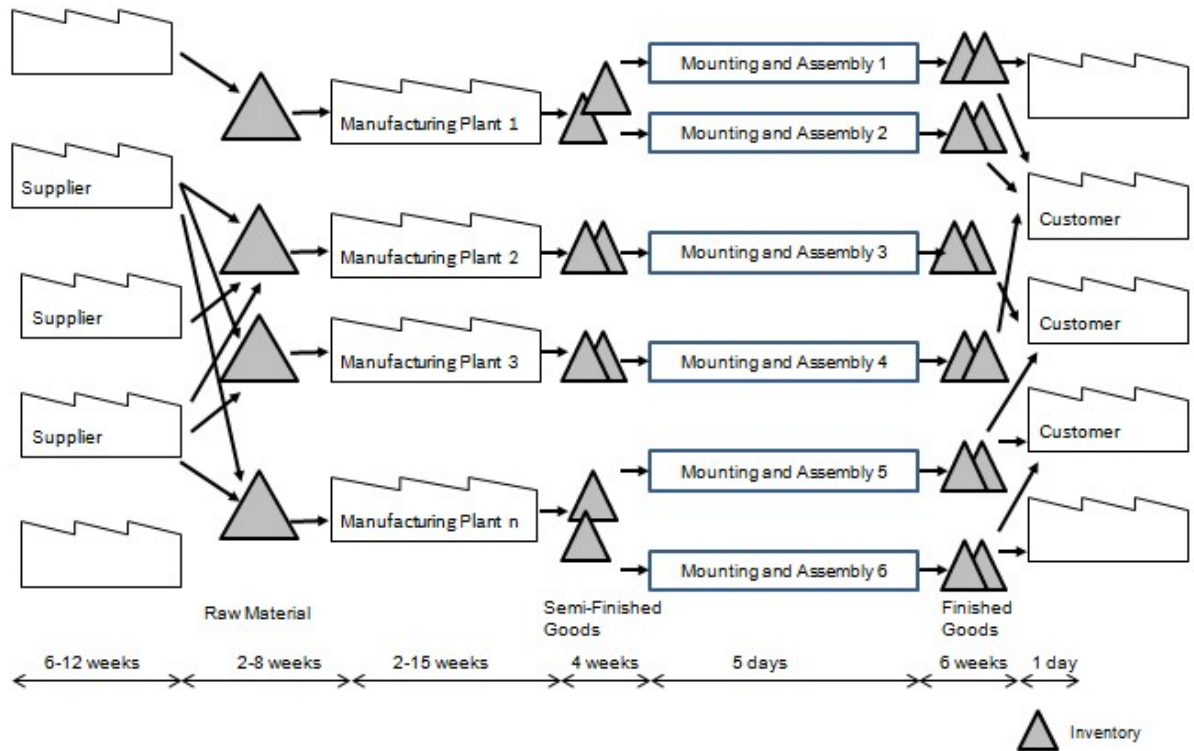 Mounting and Assembly 1
Manufacturing Plant 1
Mounting and Assembly 2
Supplier
Customer
Manufacturing Plant 2
Mounting and Assembly 3
Supplier
Customer
Manufacturing Plant 3
Mounting and Assembly 4
Supplier
Customer
Mounting and Assembly 5
Manufacturing Plant n
Mounting and Assembly 6
Raw Material
Semi-Finished
Goods
Finished
Goods
6-12 weeks
2-8 weeks
2-15 weeks
4 weeks
5 days
6 weeks
1 day
Inventory